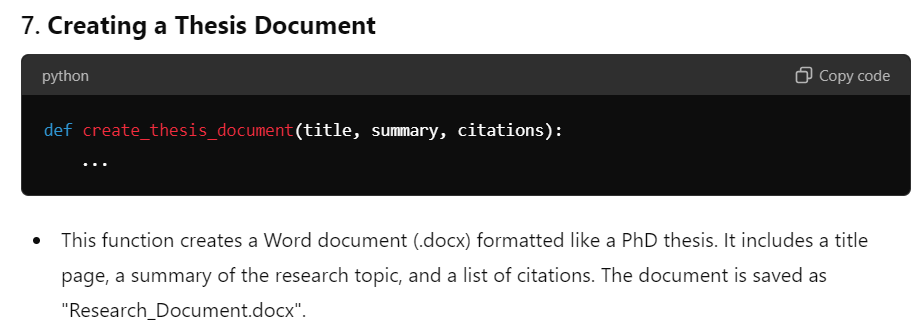 7. Creating a Thesis Document
python
Copy code
def create_thesis_document(title, summary, citations):
...
This function creates a Word document (.docx) formatted like a PhD thesis. It includes a title
page, a summary of the research topic, and a list of citations. The document is saved as
"Research_Document.docx".